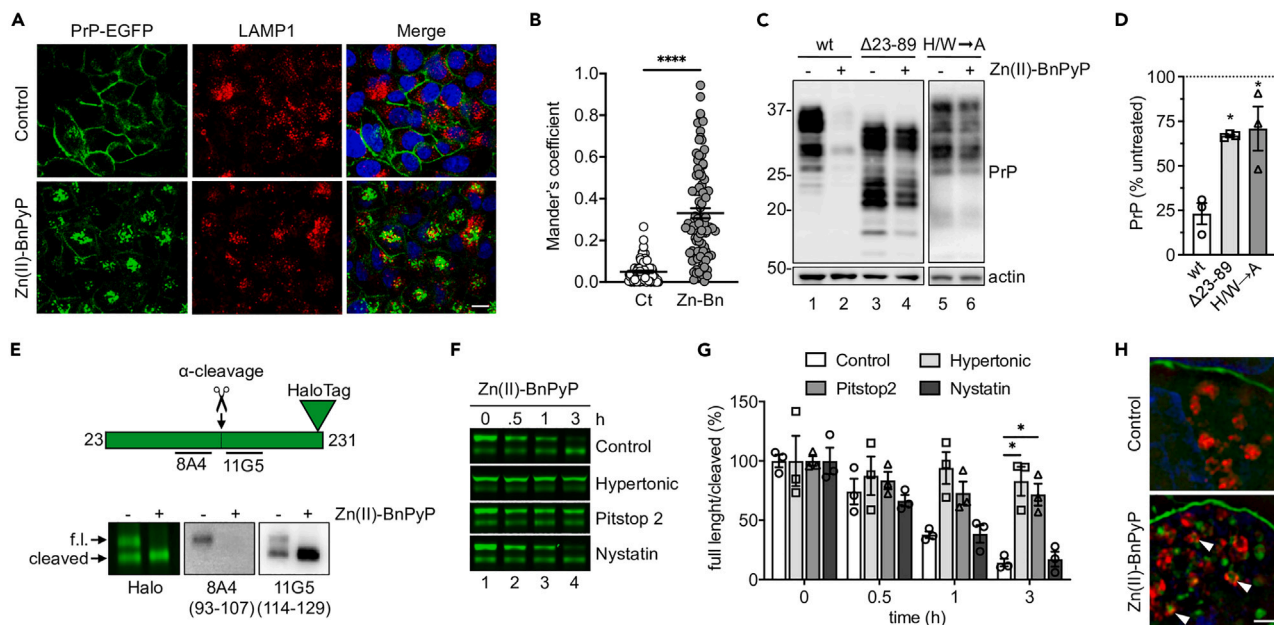 A
PrP-EGFP LAMP1 Merge
Control
Zn(II)-BnPyP
B
****
Mander's coefficient
1.0
0.8
0.6
0.4
0.2
0.0
Ct Zn-Bn
C
wt Δ23-89 H/W→A
- + - + - + Zn(II)-BnPyP
37-
25-
20-
50-
PrP
actin
1 2 3 4 5 6
D
PrP (% untreated)
100
75
50
25
0
* *
wt
Δ23-89
H/W→A
E
α-cleavage
HaloTag
23 231
8A4 11G5
- + - + - + Zn(II)-BnPyP
f.l.
cleaved
Halo 8A4 11G5
(93-107) (114-129)
F
Zn(II)-BnPyP
0 .5 1 3 h
Control
Hypertonic
Pitstop 2
Nystatin
1 2 3 4
G
Control Hypertonic
Pitstop2 Nystatin
full lenght/cleaved (%)
150
100
50
0
* *
0 0.5 1 3
time (h)
H
Control
Zn(II)-BnPyP